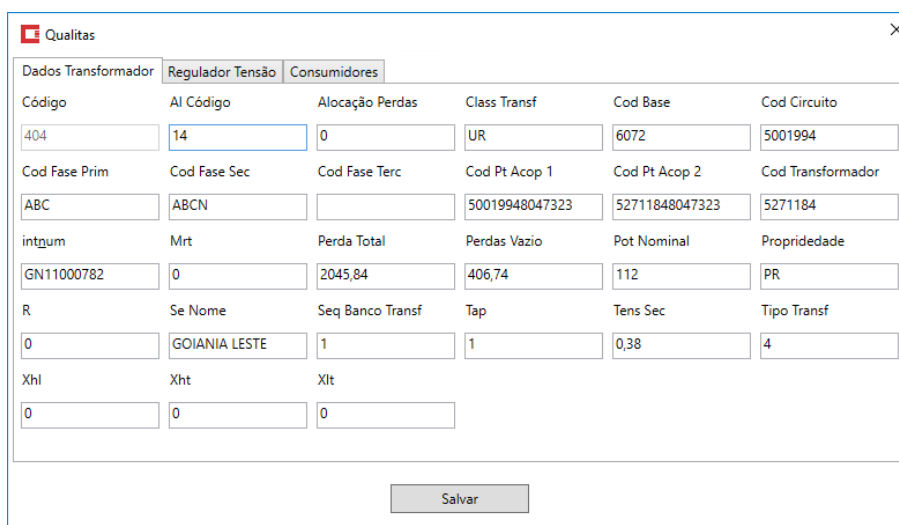 Qualitas
Dados Transformador Regulador Tensão Consumidores
Código Al Código Alocação Perdas Class Transf Cod Base Cod Circuito
404 14 0 UR 6072 5001994
Cod Fase Prim Cod Fase Sec Cod Fase Terc Cod Pt Acop 1 Cod Pt Acop 2 Cod Transformador
ABC ABCN 50019948047323 52711848047323 5271184
intnum Mrt Perda Total Perdas Vazio Pot Nominal Propridedade
GN11000782 0 2045,84 406,74 112 PR
R Se Nome Seq Banco Transf Tap Tens Sec Tipo Transf
0 GOIANIA LESTE 1 1 0,38 4
Xhl Xht Xlt
0 0 0
Salvar